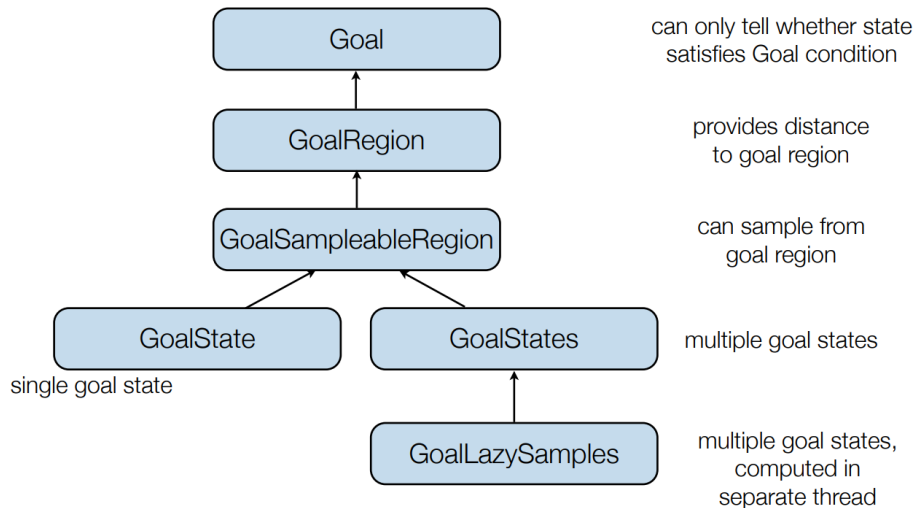 Goal
can only tell whether state
satisfies Goal condition
GoalRegion
provides distance
to goal region
GoalSampleableRegion
can sample from
goal region
GoalState
GoalStates
multiple goal states
single goal state
GoalLazySamples
multiple goal states,
computed in
separate thread